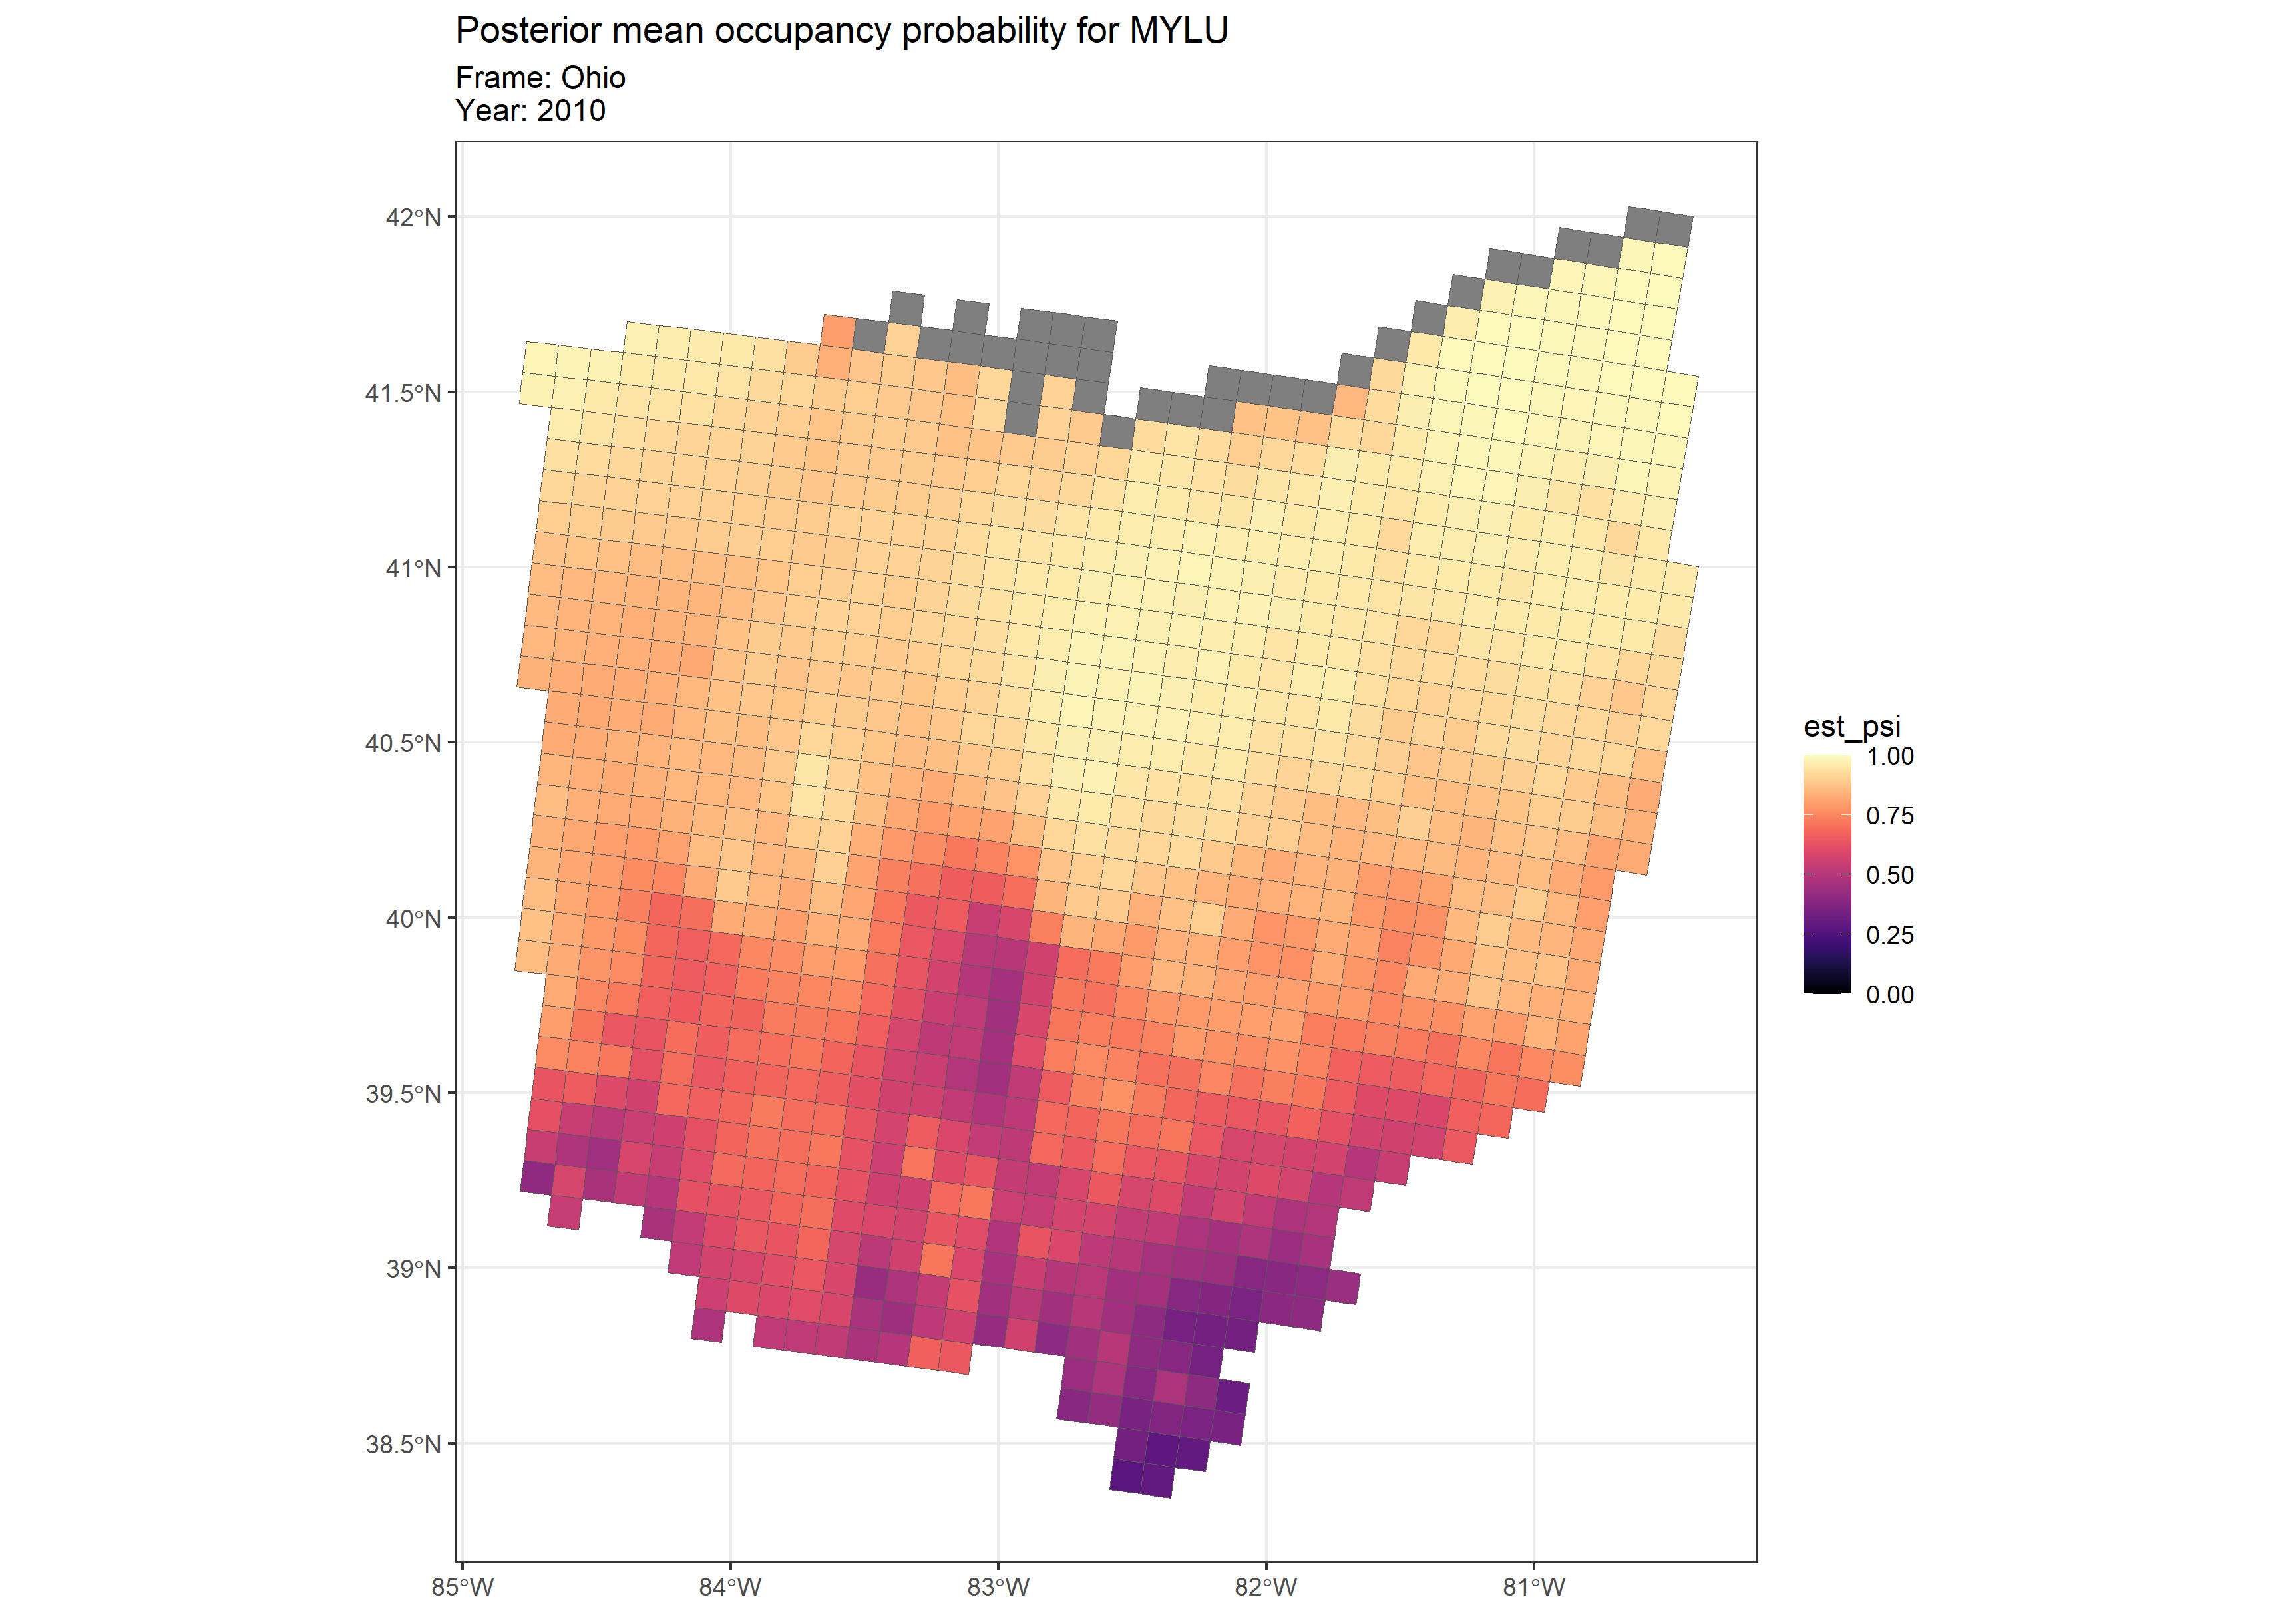 Posterior mean occupancy probability for MYLU
Frame: Ohio
Year: 2010
42°N
41.5°N
41°N
40.5°N
40°N
39.5°N
39°N
38.5°N
85°W
84°W
83°W
82°W
81°W
est_psi
1.00
0.75
0.50
0.25
0.00